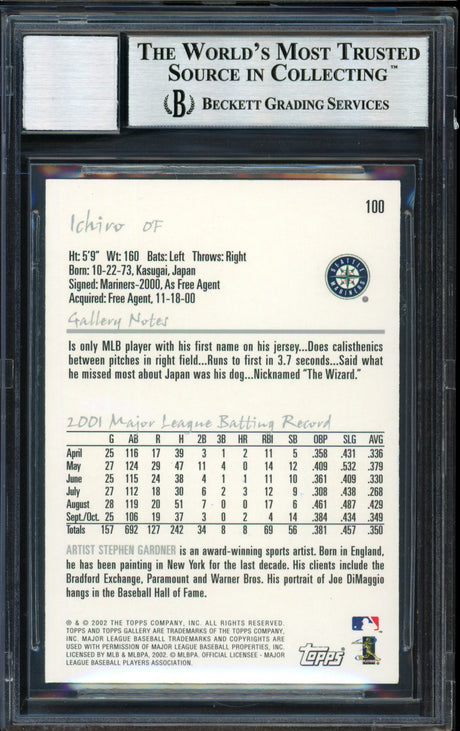 THE WORLD'S MOST TRUSTED
SOURCE IN COLLECTING™
B BECKETT GRADING SERVICES
100
Ichiro OF
Ht: 5'9" Wt: 160 Bats: Left Throws: Right
Born: 10-22-73, Kasugai, Japan
Signed: Mariners-2000, As Free Agent
Acquired: Free Agent, 11-18-00
SEATTLE
MARINERS
Gallery Notes
Is only MLB player with his first name on his jersey...Does calisthenics
between pitches in right field...Runs to first in 3.7 seconds...Said what
he missed most about Japan was his dog...Nicknamed "The Wizard."
2001 Major League Batting Record
G AB R H 2B 3B HR RBI SB OBP SLG AVG
April 25 116 17 39 3 1 2 11 5 .358 .431 .336
May 27 124 29 47 11 4 0 14 12 .409 .532 .379
June 25 115 24 38 4 1 1 11 10 .361 .409 .330
July 27 112 18 30 6 2 3 12 9 .308 .438 .268
August 28 119 20 51 7 0 0 17 6 .461 .487 .429
Sept./Oct. 25 106 19 37 3 0 2 4 14 .384 .434 .349
Totals 157 692 127 242 34 8 8 69 56 .381 .457 .350
ARTIST STEPHEN GARDNER is an award-winning sports artist. Born in England,
he has been painting in New York for the last decade. His clients include the
Bradford Exchange, Paramount and Warner Bros. His portrait of Joe DiMaggio
hangs in the Baseball Hall of Fame.
® & © 2002 THE TOPPS COMPANY, INC. ALL RIGHTS RESERVED.
TOPPS AND TOPPS GALLERY ARE TRADEMARKS OF THE TOPPS COMPANY,
INC. MAJOR LEAGUE BASEBALL TRADEMARKS AND COPYRIGHTS ARE
USED WITH PERMISSION OF MAJOR LEAGUE BASEBALL PROPERTIES, INC.
LICENSED BY MLB & MLBPA, 2002. © MLBPA. OFFICIAL LICENSEE - MAJOR
LEAGUE BASEBALL PLAYERS ASSOCIATION.
Topps